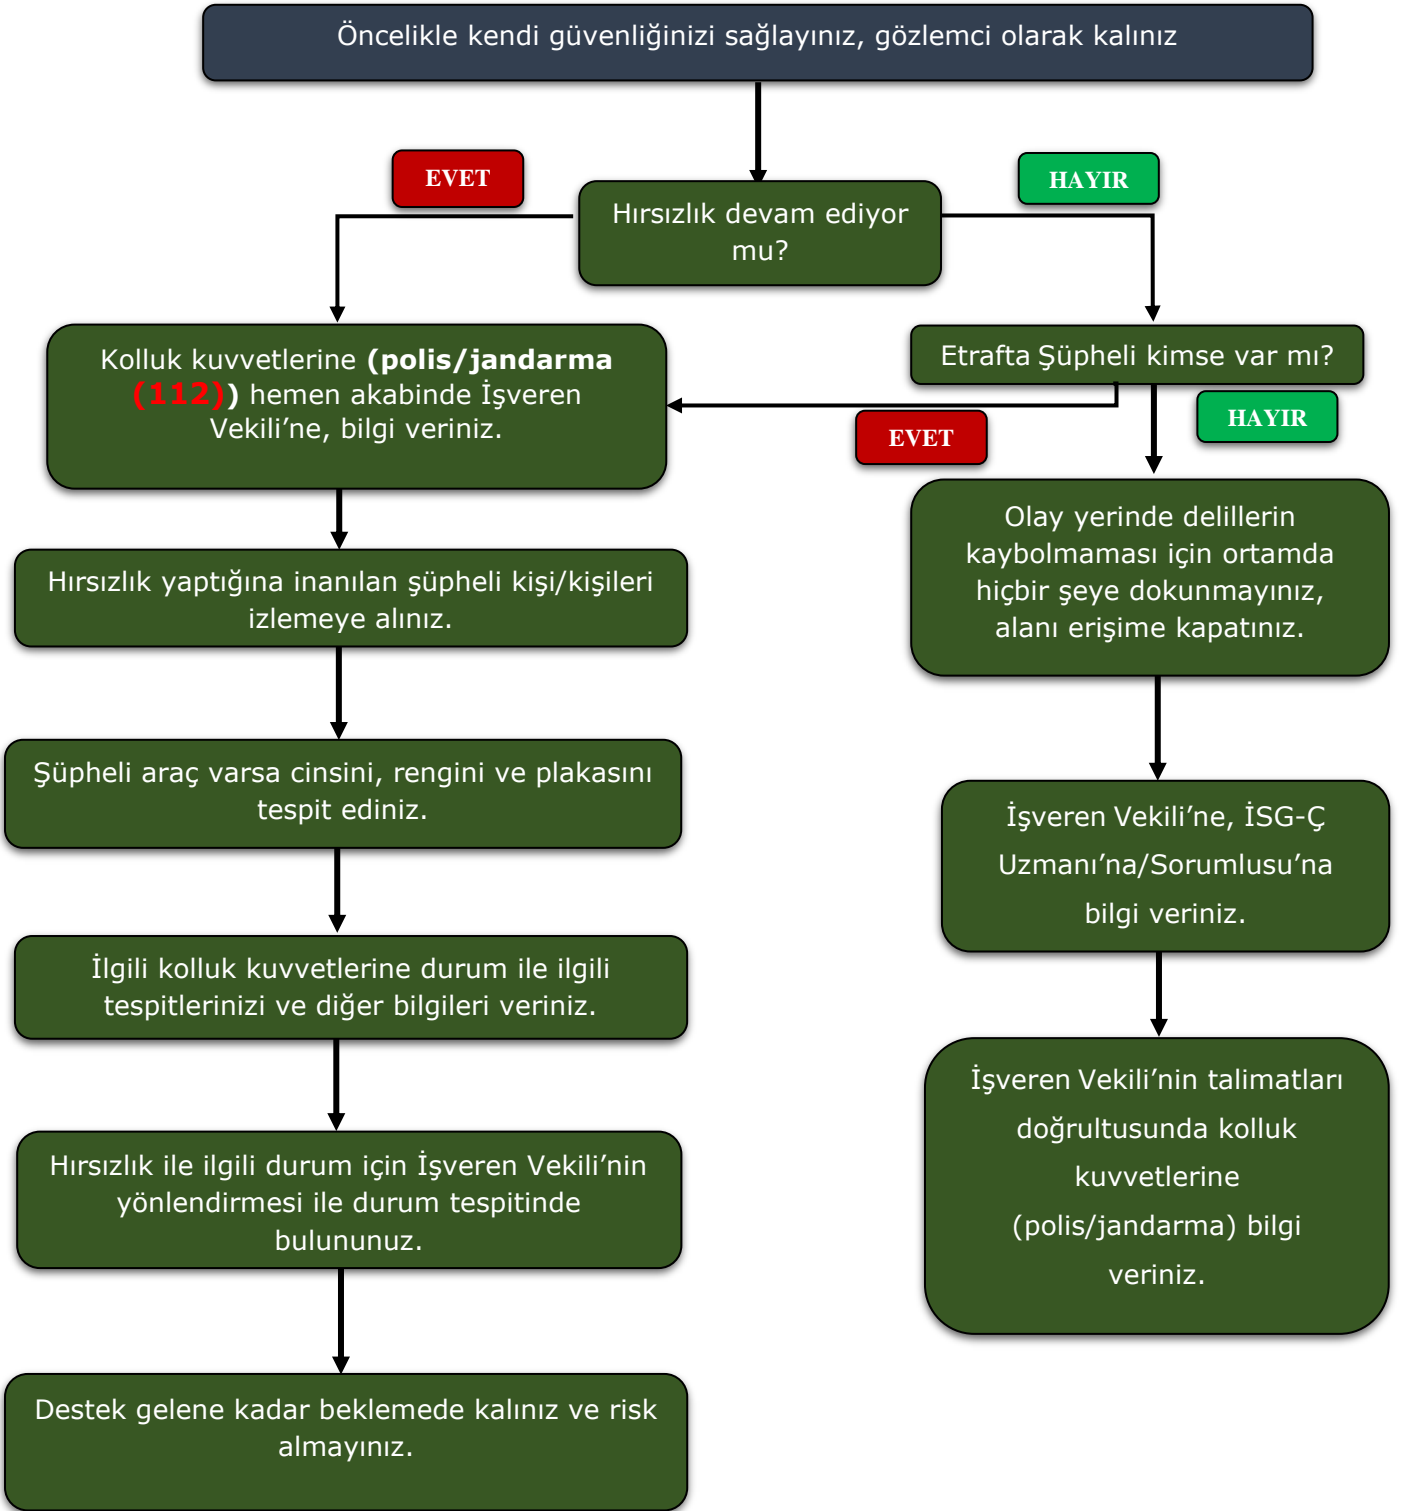 Öncelikle kendi güvenliğinizi sağlayınız, gözlemci olarak kalınız
EVET
HAYIR
Hırsızlık devam ediyor
mu?
Kolluk kuvvetlerine (polis/jandarma
(112)) hemen akabinde İşveren
Vekili’ne, bilgi veriniz.
Etrafta Şüpheli kimse var mı?
EVET
HAYIR
Hırsızlık yaptığına inanılan şüpheli kişi/kişileri
izlemeye alınız.
Şüpheli araç varsa cinsini, rengini ve plakasını
tespit ediniz.
İlgili kolluk kuvvetlerine durum ile ilgili
tespitlerinizi ve diğer bilgileri veriniz.
Hırsızlık ile ilgili durum için İşveren Vekili’nin
yönlendirmesi ile durum tespitinde
bulununuz.
Destek gelene kadar beklemede kalınız ve risk
almayınız.
Olay yerinde delillerin
kaybolmaması için ortamda
hiçbir şeye dokunmayınız,
alanı erişime kapatınız.
İşveren Vekili’ne, İSG-Ç
Uzmanı’na/Sorumlusu’na
bilgi veriniz.
İşveren Vekili’nin talimatları
doğrultusunda kolluk
kuvvetlerine
(polis/jandarma) bilgi
veriniz.